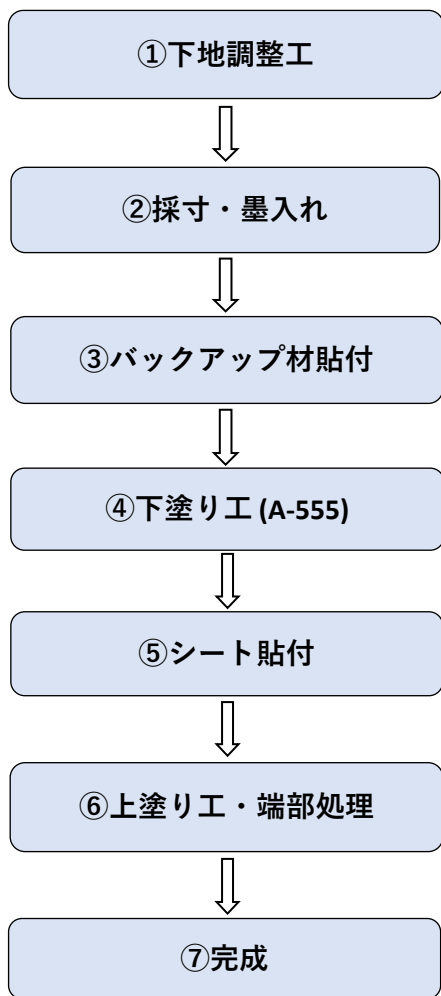 ①下地調整工
②採寸・墨入れ
③バックアップ材貼付
④下塗り工(A-555)
⑤シート貼付
⑥上塗り工・端部処理
⑦完成